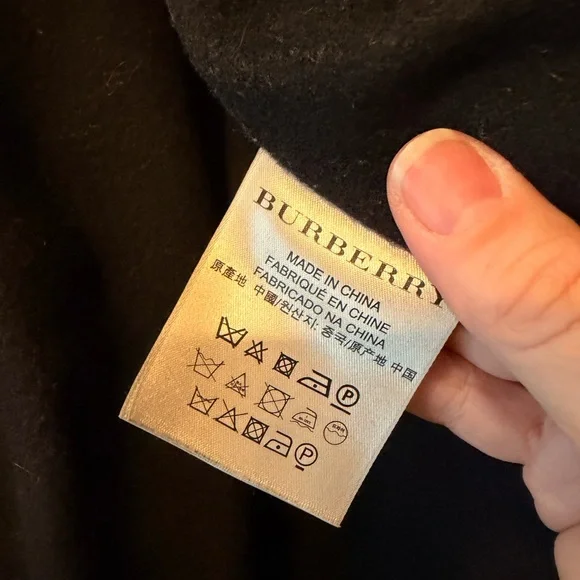 BURBERRY
MADE IN CHINA
FABRIQUÉ EN CHINE
FABRICADO NA CHINA
原產地 中國/원산지: 중국/原产地 中国
P
P